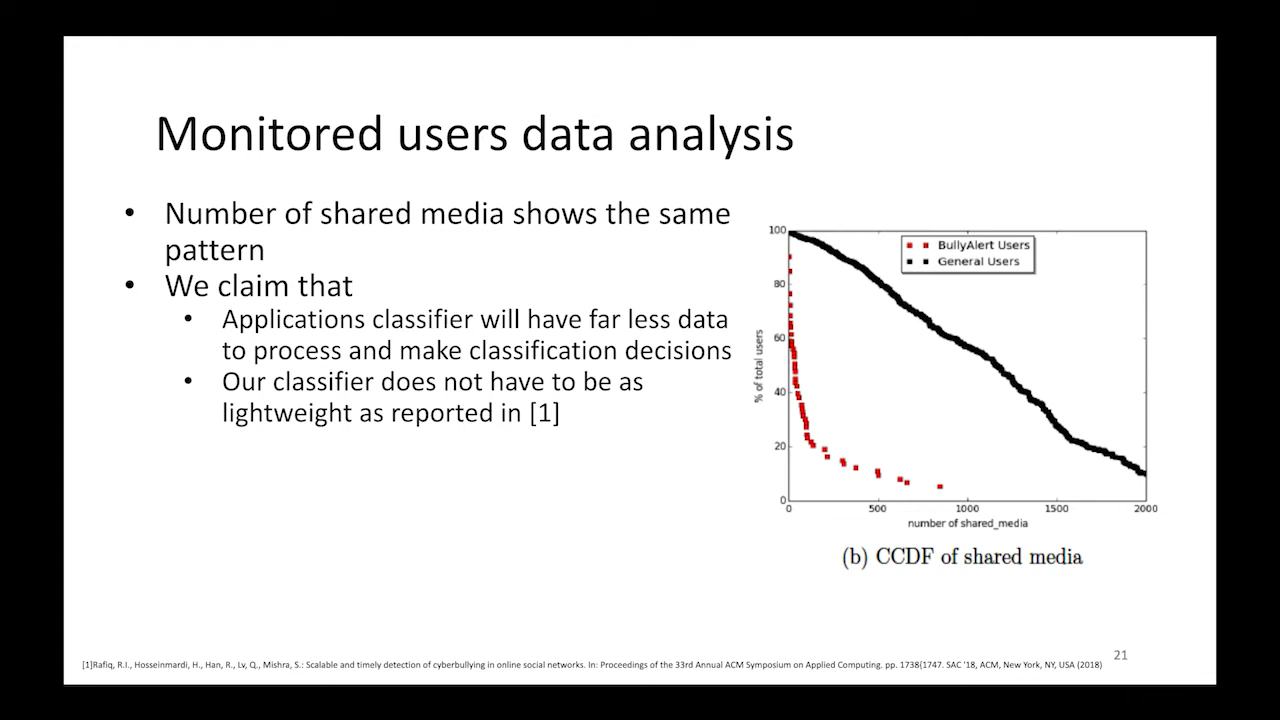 Monitored users data analysis
• Number of shared media shows the same
pattern
• We claim that
• Applications classifier will have far less data
to process and make classification decisions
• Our classifier does not have to be as
lightweight as reported in [1]
100
80
60
40
20
0
% of total users
BullyAlert Users
General Users
0 500 1000 1500 2000
number of shared_media
(b) CCDF of shared media
[1]Rafiq, R.I., Hosseinmardi, H., Han, R., Lv, Q., Mishra, S.: Scalable and timely detection of cyberbullying in online social networks. In: Proceedings of the 33rd Annual ACM Symposium on Applied Computing. pp. 1738{1747. SAC '18, ACM, New York, NY, USA (2018)
21